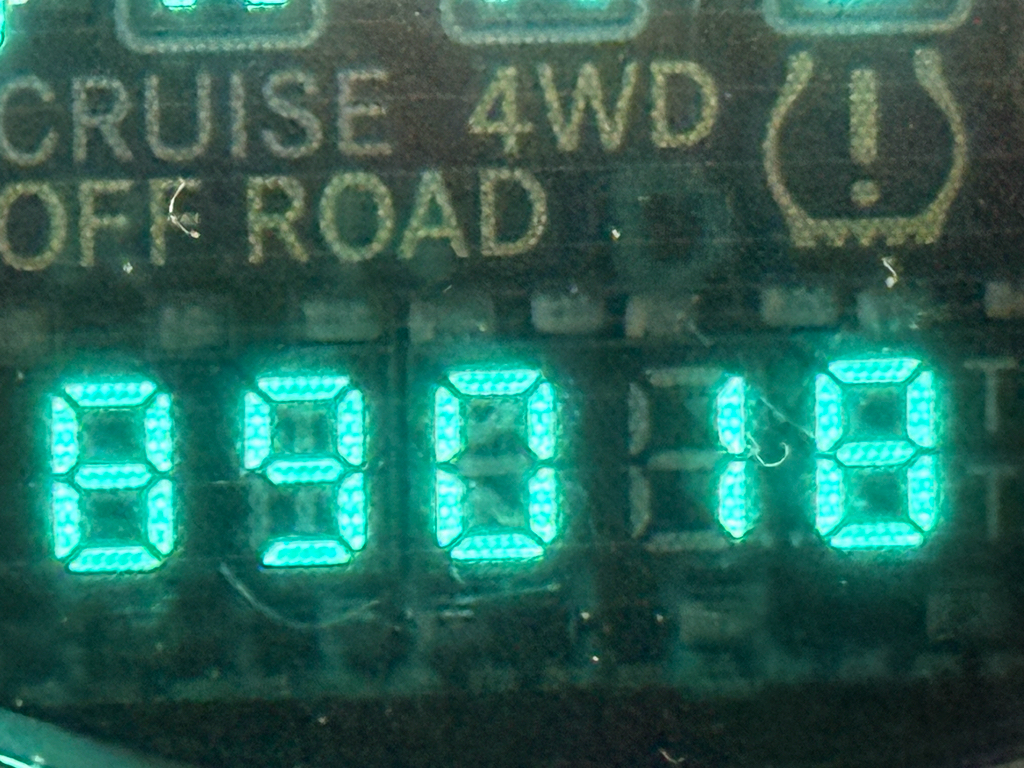 CRUISE 4WD
OFF ROAD
!
89018